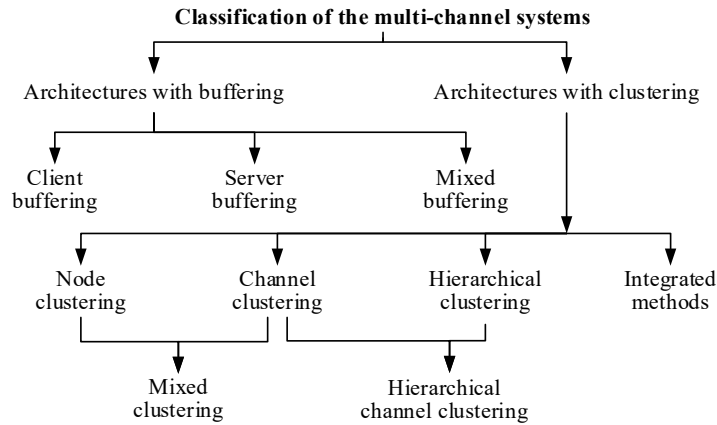 Classification of the multi-channel systems
Architectures with buffering
Architectures with clustering
Client
buffering
Server
buffering
Mixed
buffering
Node
clustering
Channel
clustering
Hierarchical
clustering
Integrated
methods
Mixed
clustering
Hierarchical
channel clustering